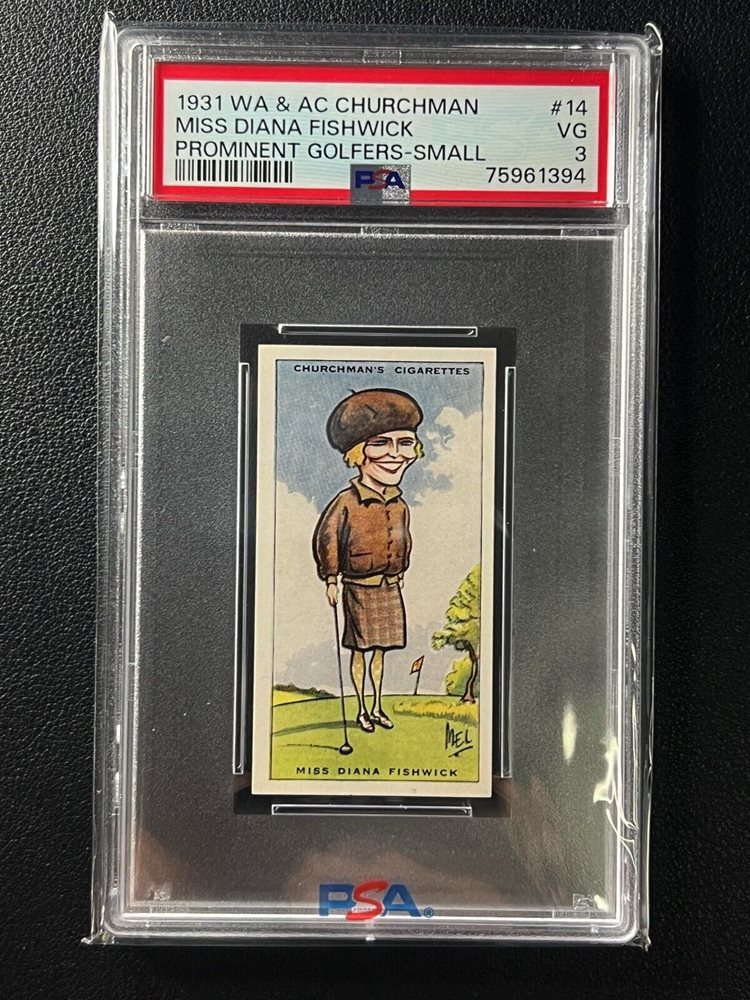 1931 WA & AC CHURCHMAN #14
MISS DIANA FISHWICK VG
PROMINENT GOLFERS-SMALL 3
PSA 75961394
CHURCHMAN'S CIGARETTES
MEL
MISS DIANA FISHWICK
PSA®